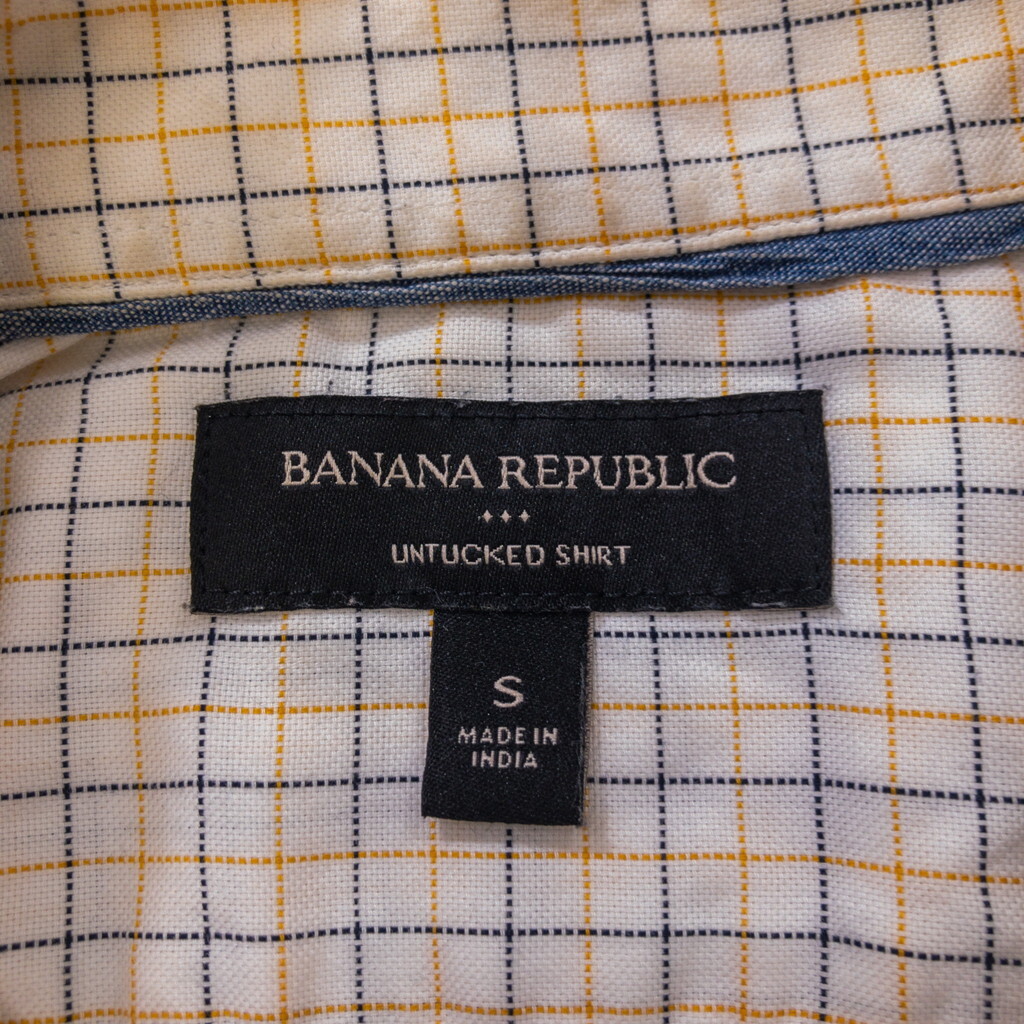 BANANA REPUBLIC
UNTUCKED SHIRT
S
MADE IN
INDIA